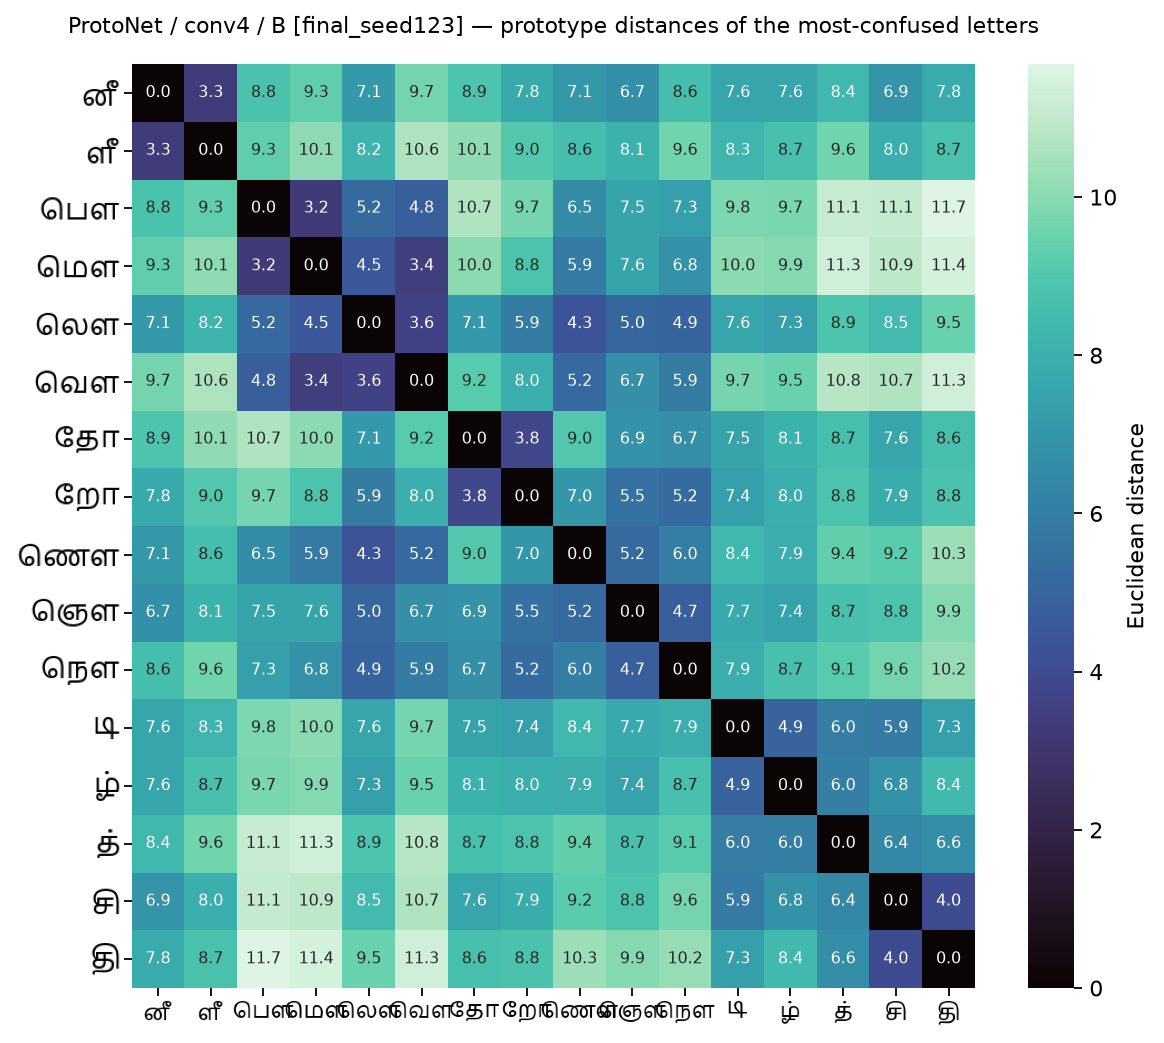 ProtoNet / conv4 / B [final_seed123] — prototype distances of the most-confused letters
னீ 0.0 3.3 8.8 9.3 7.1 9.7 8.9 7.8 7.1 6.7 8.6 7.6 7.6 8.4 6.9 7.8
ளீ 3.3 0.0 9.3 10.1 8.2 10.6 10.1 9.0 8.6 8.1 9.6 8.3 8.7 9.6 8.0 8.7
பௌ 8.8 9.3 0.0 3.2 5.2 4.8 10.7 9.7 6.5 7.5 7.3 9.8 9.7 11.1 11.1 11.7
மௌ 9.3 10.1 3.2 0.0 4.5 3.4 10.0 8.8 5.9 7.6 6.8 10.0 9.9 11.3 10.9 11.4
லௌ 7.1 8.2 5.2 4.5 0.0 3.6 7.1 5.9 4.3 5.0 4.9 7.6 7.3 8.9 8.5 9.5
வௌ 9.7 10.6 4.8 3.4 3.6 0.0 9.2 8.0 5.2 6.7 5.9 9.7 9.5 10.8 10.7 11.3
தோ 8.9 10.1 10.7 10.0 7.1 9.2 0.0 3.8 9.0 6.9 6.7 7.5 8.1 8.7 7.6 8.6
றோ 7.8 9.0 9.7 8.8 5.9 8.0 3.8 0.0 7.0 5.5 5.2 7.4 8.0 8.8 7.9 8.8
ணௌ 7.1 8.6 6.5 5.9 4.3 5.2 9.0 7.0 0.0 5.2 6.0 8.4 7.9 9.4 9.2 10.3
ஞௌ 6.7 8.1 7.5 7.6 5.0 6.7 6.9 5.5 5.2 0.0 4.7 7.7 7.4 8.7 8.8 9.9
நௌ 8.6 9.6 7.3 6.8 4.9 5.9 6.7 5.2 6.0 4.7 0.0 7.9 8.7 9.1 9.6 10.2
டி 7.6 8.3 9.8 10.0 7.6 9.7 7.5 7.4 8.4 7.7 7.9 0.0 4.9 6.0 5.9 7.3
ழ் 7.6 8.7 9.7 9.9 7.3 9.5 8.1 8.0 7.9 7.4 8.7 4.9 0.0 6.0 6.8 8.4
த் 8.4 9.6 11.1 11.3 8.9 10.8 8.7 8.8 9.4 8.7 9.1 6.0 6.0 0.0 6.4 6.6
சி 6.9 8.0 11.1 10.9 8.5 10.7 7.6 7.9 9.2 8.8 9.6 5.9 6.8 6.4 0.0 4.0
தி 7.8 8.7 11.7 11.4 9.5 11.3 8.6 8.8 10.3 9.9 10.2 7.3 8.4 6.6 4.0 0.0
னீ ளீ பௌ மௌ லௌ வௌ தோ றோ ணௌ ஞௌ நௌ டி ழ் த் சி தி
10
8
6
4
2
0
Euclidean distance